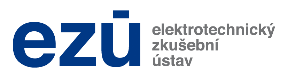 ezú
elektrotechnický
zkušební
ústav